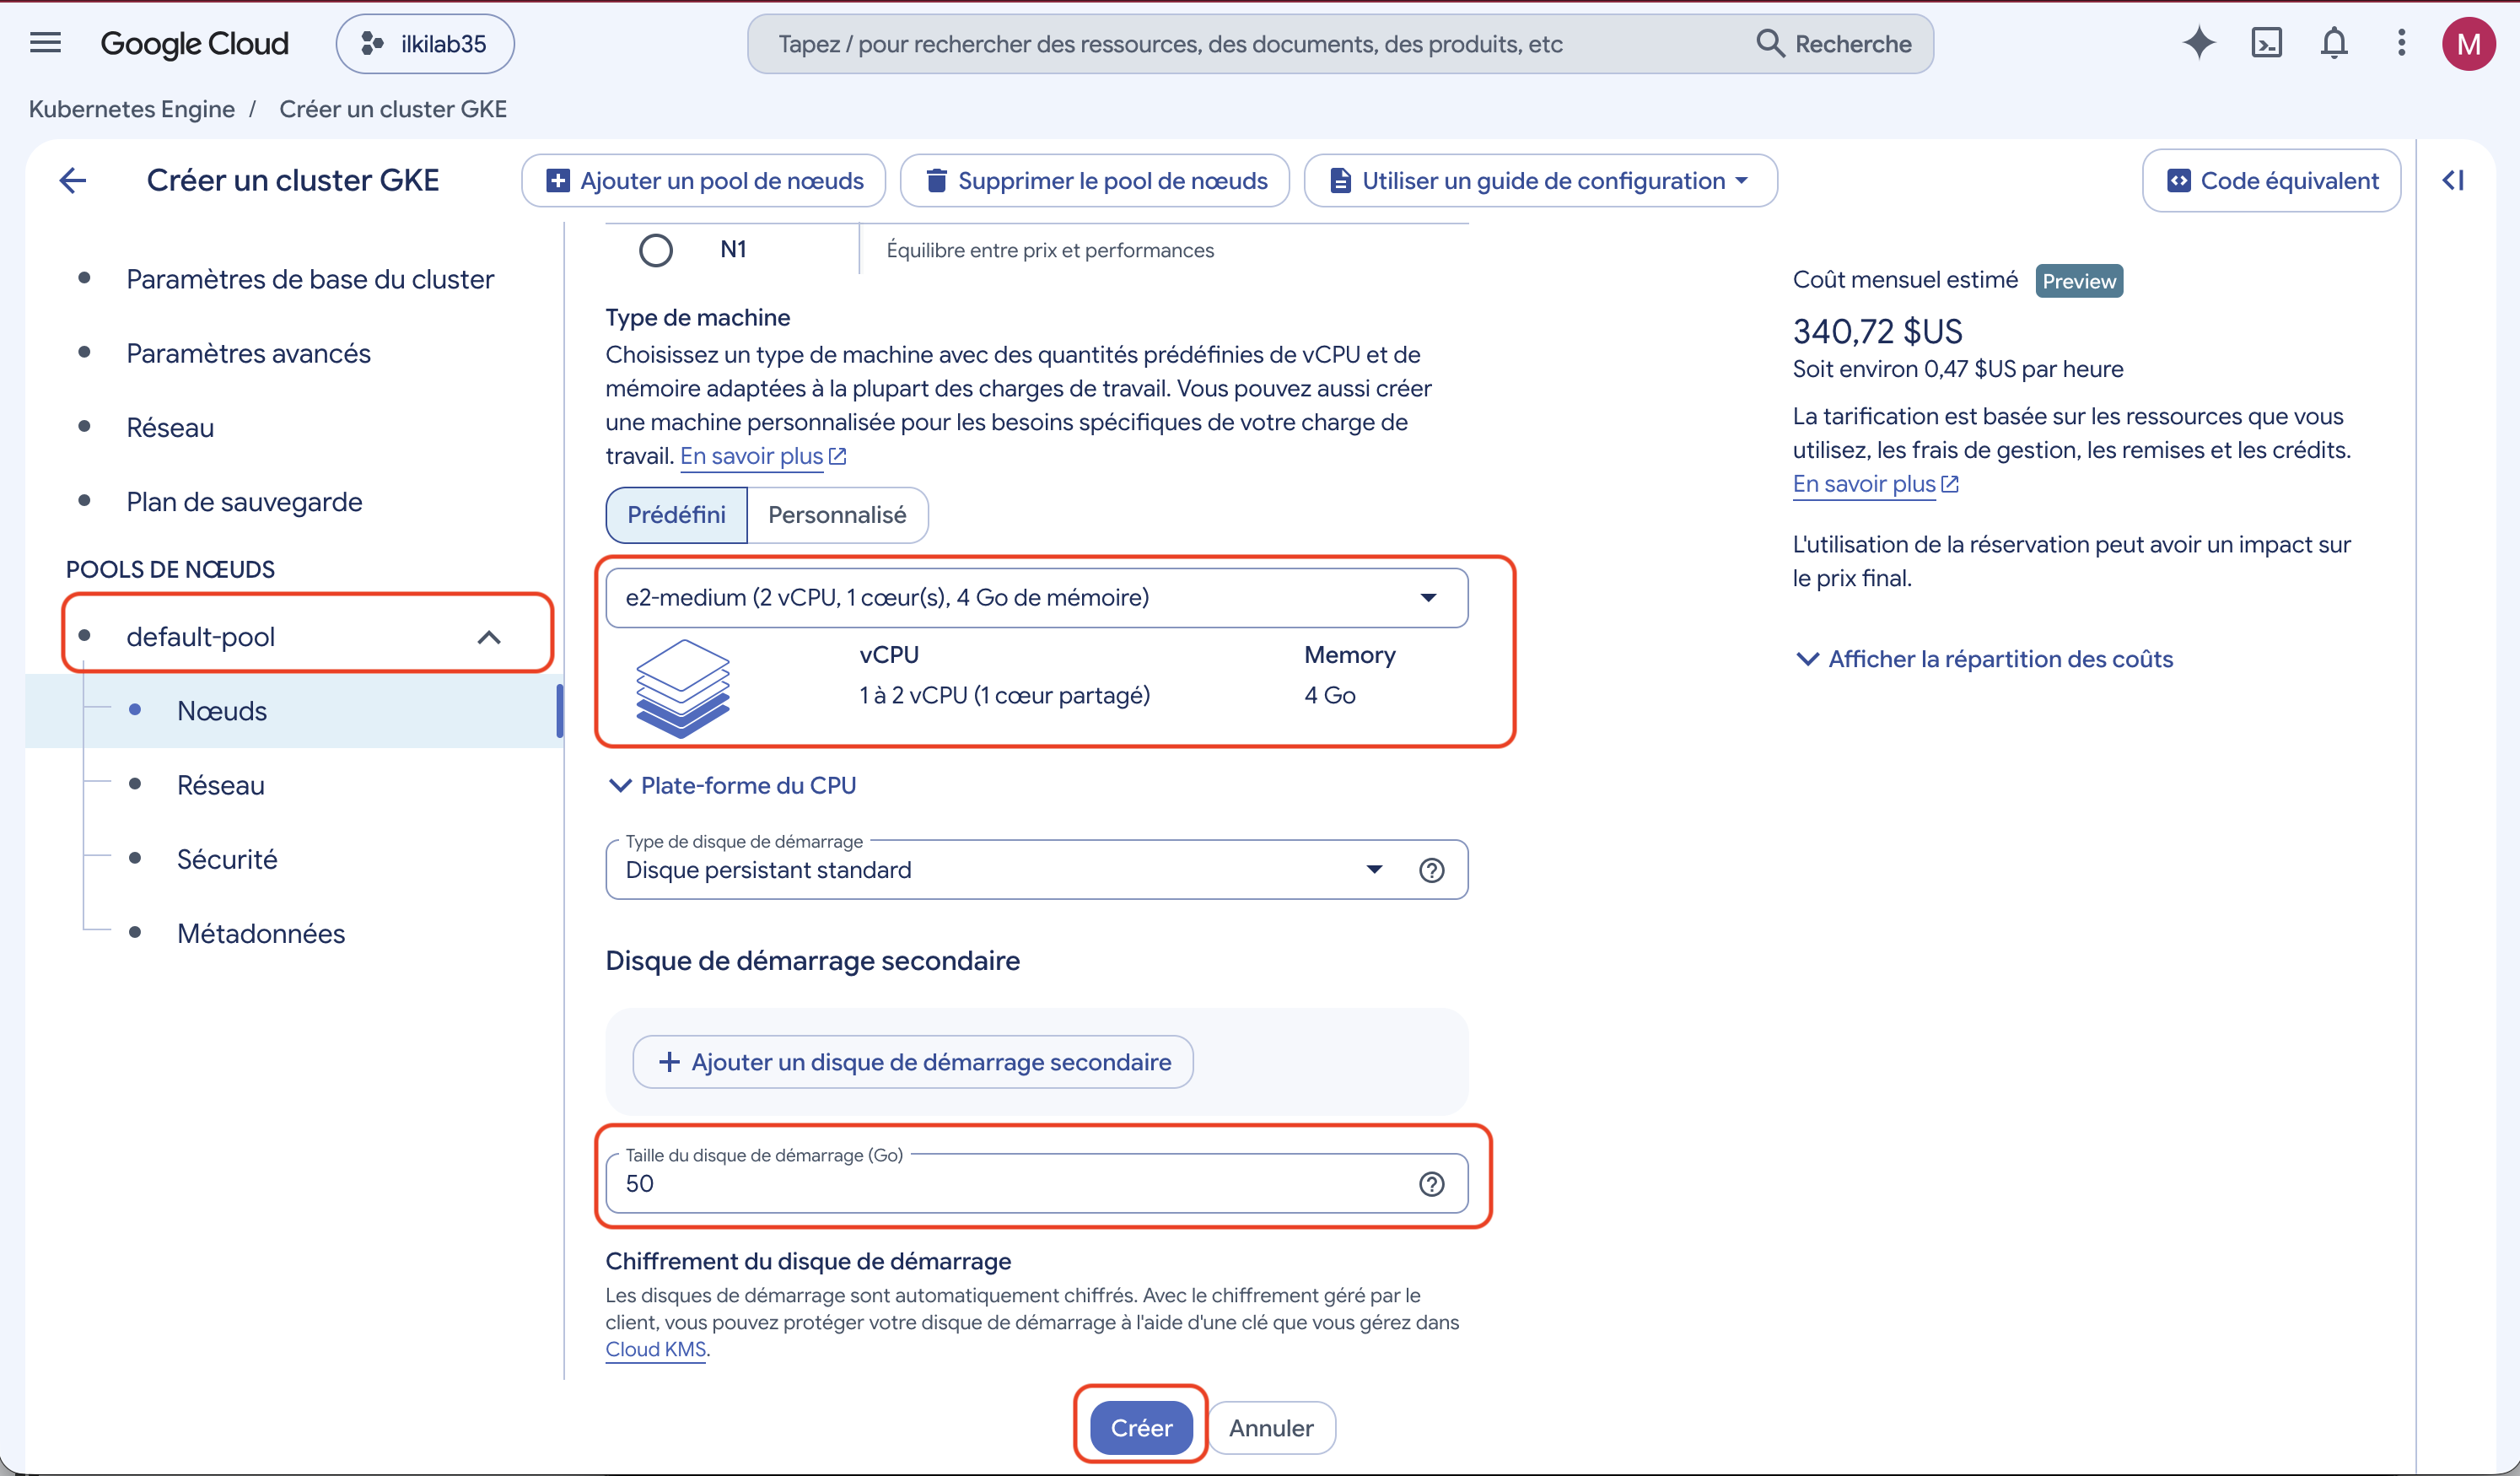 Google Cloud
ilkilab35
Tapez / pour rechercher des ressources, des documents, des produits, etc
Recherche
M
Kubernetes Engine / Créer un cluster GKE
Créer un cluster GKE
Ajouter un pool de nœuds
Supprimer le pool de nœuds
Utiliser un guide de configuration
Code équivalent
Paramètres de base du cluster
Paramètres avancés
Réseau
Plan de sauvegarde
POOLS DE NŒUDS
default-pool
Nœuds
Réseau
Sécurité
Métadonnées
N1
Équilibre entre prix et performances
Type de machine
Choisissez un type de machine avec des quantités prédéfinies de vCPU et de
mémoire adaptées à la plupart des charges de travail. Vous pouvez aussi créer
une machine personnalisée pour les besoins spécifiques de votre charge de
travail. En savoir plus
Prédéfini
Personnalisé
e2-medium (2 vCPU, 1 cœur(s), 4 Go de mémoire)
vCPU
Memory
1 à 2 vCPU (1 cœur partagé)
4 Go
Plate-forme du CPU
Type de disque de démarrage
Disque persistant standard
Disque de démarrage secondaire
Ajouter un disque de démarrage secondaire
Taille du disque de démarrage (Go)
50
Chiffrement du disque de démarrage
Les disques de démarrage sont automatiquement chiffrés. Avec le chiffrement géré par le
client, vous pouvez protéger votre disque de démarrage à l'aide d'une clé que vous gérez dans
Cloud KMS.
Créer
Annuler
Coût mensuel estimé
Preview
340,72 $US
Soit environ 0,47 $US par heure
La tarification est basée sur les ressources que vous
utilisez, les frais de gestion, les remises et les crédits.
En savoir plus
L'utilisation de la réservation peut avoir un impact sur
le prix final.
Afficher la répartition des coûts